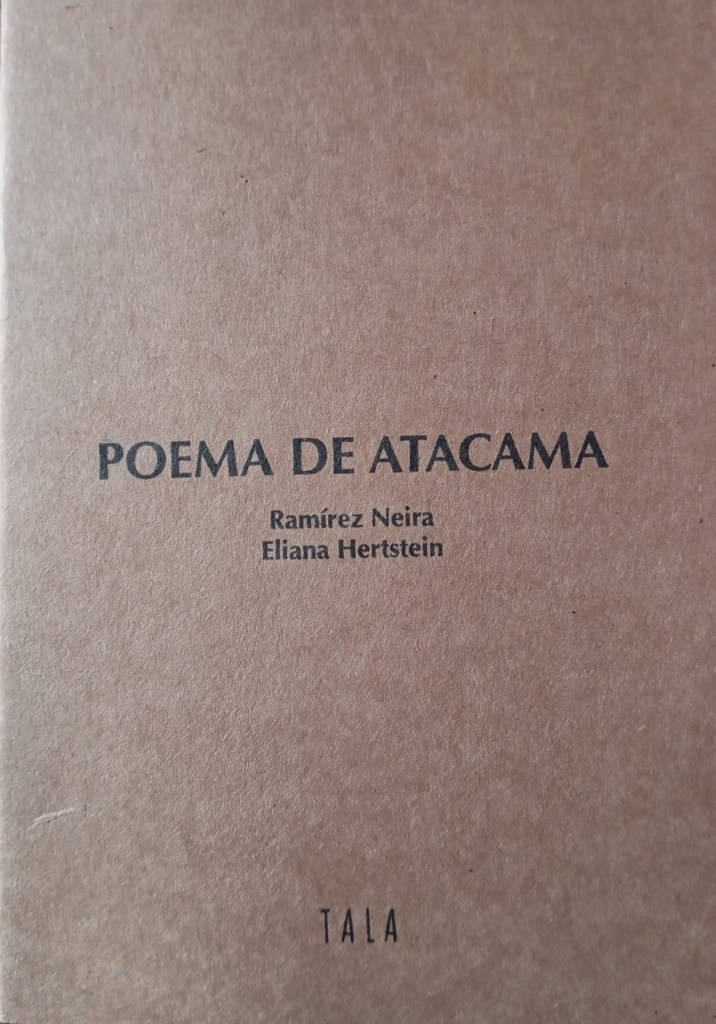 POEMA DE ATACAMA
Ramírez Neira
Eliana Hertstein
TALA